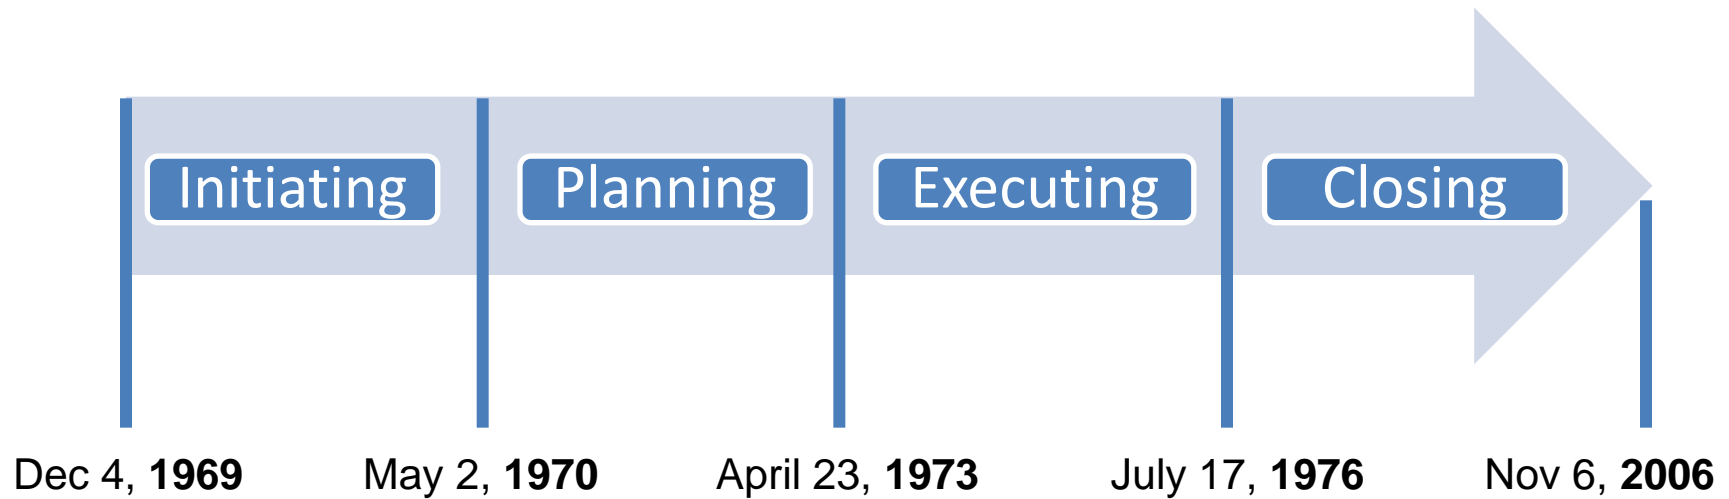 Initiating Planning Executing Closing
Dec 4, 1969 May 2, 1970 April 23, 1973 July 17, 1976 Nov 6, 2006